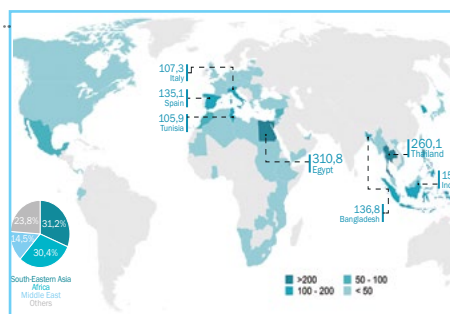 107,3
Italy
135,1
Spain
105,9
Tunisia
310,8
Egypt
260,1
Thailand
136,8
Bangladesh
23,8%
31,2%
14,5%
30,4%
South-Eastern Asia
Africa
Middle East
Others
>200
100 - 200
50 - 100
< 50